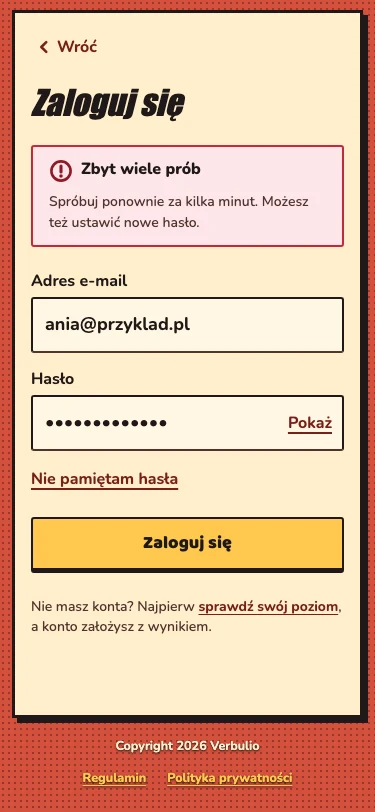 Wróć
Zaloguj się
Zbyt wiele prób
Spróbuj ponownie za kilka minut. Możesz
też ustawić nowe hasło.
Adres e-mail
ania@przyklad.pl
Hasło
•••••••••••••
Pokaż
Nie pamiętam hasła
Zaloguj się
Nie masz konta? Najpierw sprawdź swój poziom,
a konto założysz z wynikiem.
Copyright 2026 Verbulio
Regulamin Polityka prywatności